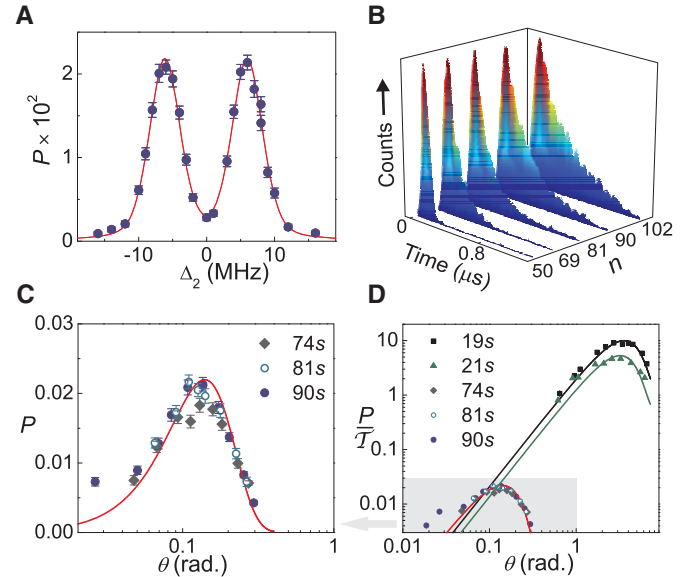 A
P × 10²
2
1
0
-10
0
10
Δ₂ (MHz)
B
Counts
0
0.8
Time (μs)
50
69
81
90
102
n
C
0.03
0.02
0.01
0.00
P
74s
81s
90s
0.1
1
θ (rad.)
D
10
1
0.1
0.01
P
𝒯
19s
21s
74s
81s
90s
0.01
0.1
1
θ (rad.)